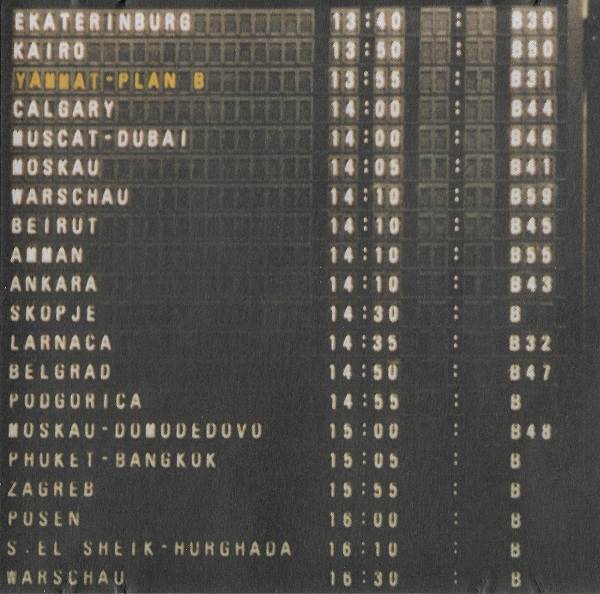 EKATERINBURG 13:40 : B30
KAIRO 13:50 : B50
YAMMAT-PLAN B 13:55 : B31
CALGARY 14:00 : B44
MUSCAT-DUBAI 14:00 : B46
MOSKAU 14:05 : B41
WARSCHAU 14:10 : B59
BEIRUT 14:10 : B45
AMMAN 14:10 : B55
ANKARA 14:10 : B43
SKOPJE 14:30 : B
LARNACA 14:35 : B32
BELGRAD 14:50 : B47
PODGORICA 14:55 : B
MOSKAU-DOMODEDOVO 15:00 : B48
PHUKET-BANGKOK 15:05 : B
ZAGREB 15:55 : B
POSEN 16:00 : B
S.EL SHEIK-HURGHADA 16:10 : B
WARSCHAU 16:30 : B